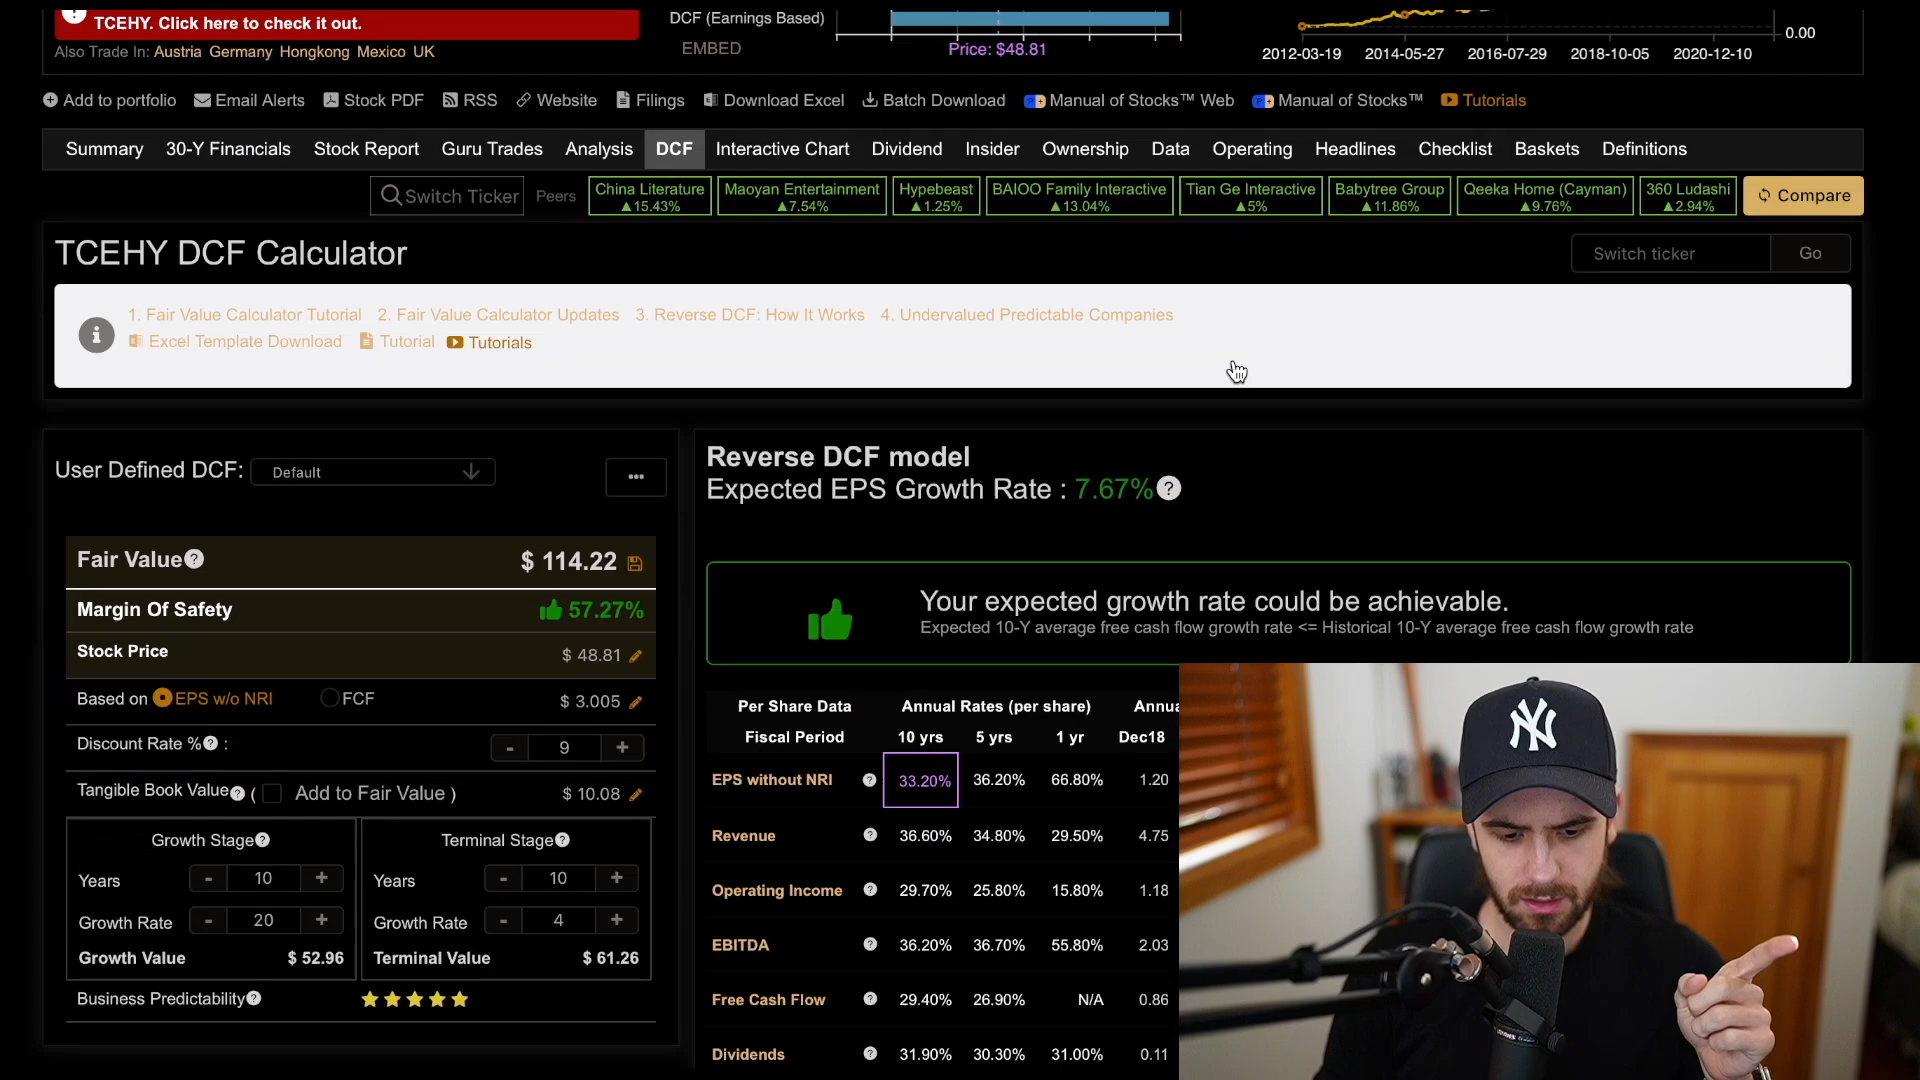 TCEHY. Click here to check it out.
Also Trade In: Austria Germany Hongkong Mexico UK
DCF (Earnings Based)
EMBED
Price: $48.81
0.00
2012-03-19 2014-05-27 2016-07-29 2018-10-05 2020-12-10
Add to portfolio Email Alerts Stock PDF RSS Website Filings Download Excel Batch Download Manual of Stocks™ Web Manual of Stocks™ Tutorials
Summary 30-Y Financials Stock Report Guru Trades Analysis DCF Interactive Chart Dividend Insider Ownership Data Operating Headlines Checklist Baskets Definitions
Switch Ticker Peers China Literature Maoyan Entertainment Hypebeast BAIOO Family Interactive Tian Ge Interactive Babytree Group Qeeka Home (Cayman) 360 Ludashi Compare
▲15.43% ▲7.54% ▲1.25% ▲13.04% ▲5% ▲11.86% ▲9.76% ▲2.94%
TCEHY DCF Calculator
Switch ticker Go
1. Fair Value Calculator Tutorial 2. Fair Value Calculator Updates 3. Reverse DCF: How It Works 4. Undervalued Predictable Companies
Excel Template Download Tutorial Tutorials
User Defined DCF: Default ...
Fair Value $ 114.22
Margin Of Safety 57.27%
Stock Price $ 48.81
Based on EPS w/o NRI FCF $ 3.005
Discount Rate % : - 9 +
Tangible Book Value ( Add to Fair Value ) $ 10.08
Growth Stage
Years - 10 +
Growth Rate - 20 +
Growth Value $ 52.96
Terminal Stage
Years - 10 +
Growth Rate - 4 +
Terminal Value $ 61.26
Business Predictability
Reverse DCF model
Expected EPS Growth Rate : 7.67%
Your expected growth rate could be achievable.
Expected 10-Y average free cash flow growth rate <= Historical 10-Y average free cash flow growth rate
Per Share Data Annual Rates (per share) Annua
Fiscal Period 10 yrs 5 yrs 1 yr Dec18
EPS without NRI 33.20% 36.20% 66.80% 1.20
Revenue 36.60% 34.80% 29.50% 4.75
Operating Income 29.70% 25.80% 15.80% 1.18
EBITDA 36.20% 36.70% 55.80% 2.03
Free Cash Flow 29.40% 26.90% N/A 0.86
Dividends 31.90% 30.30% 31.00% 0.11
NY